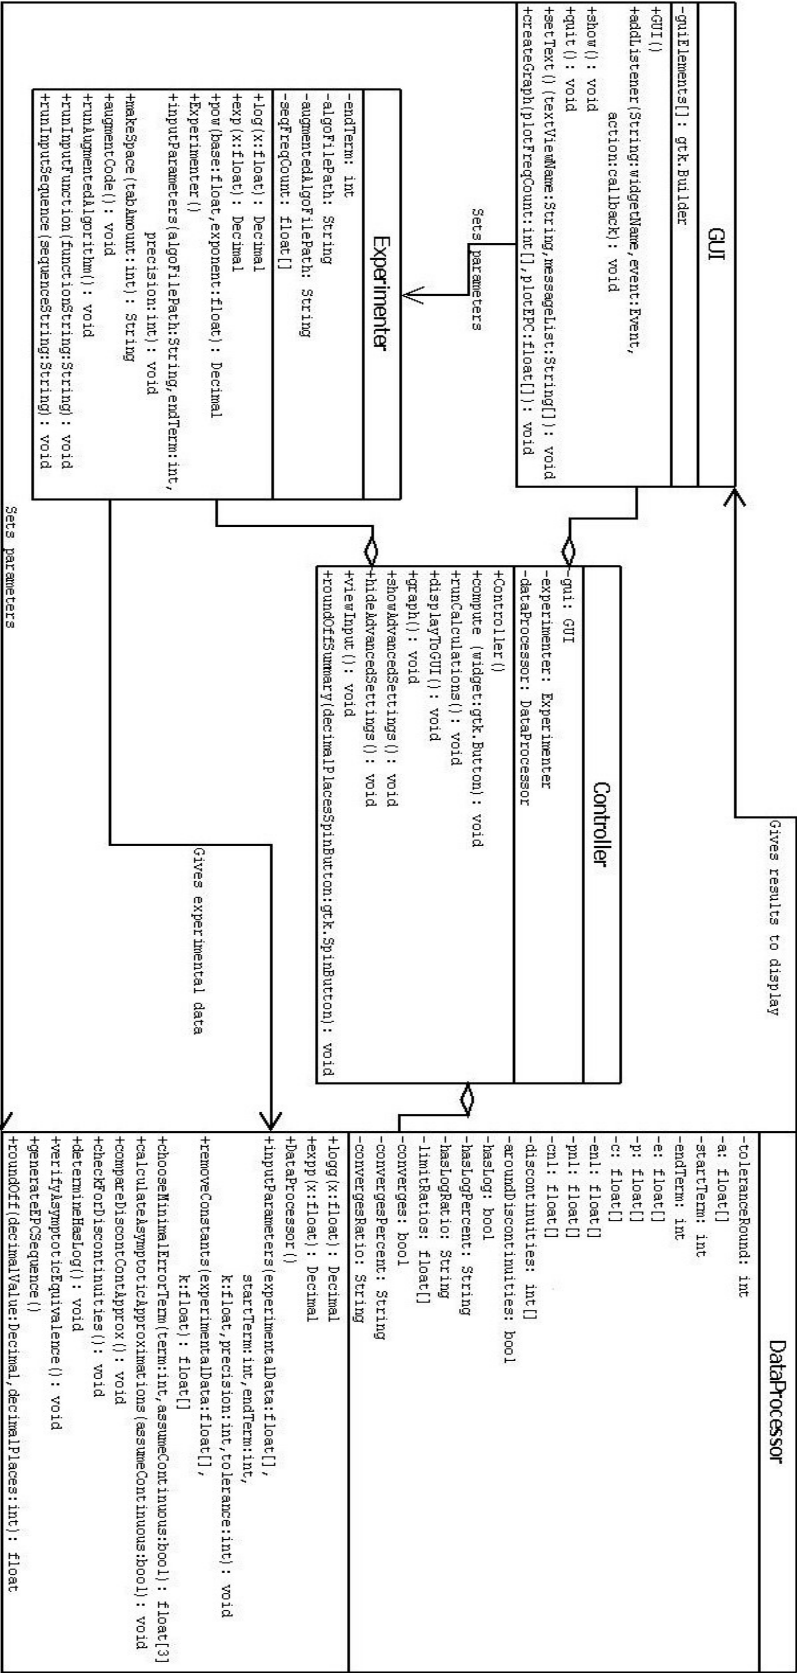 GUI
-guiElements[]: gtk.Builder
+GUI()
+addListener(String:widgetName,event:Event,
action:callback): void
+show(): void
+quit(): void
+setText()(textViewName:String,messageList:String[]): void
+createGraph(plotFreqCount:int[],plotEPC:float[]): void
Sets parameters
Experimenter
-endTerm: int
-algoFilePath: String
-augmentedAlgoFilePath: String
-seqFreqCount: float[]
+log(x:float): Decimal
+exp(x:float): Decimal
+pow(base:float,exponent:float): Decimal
+Experimenter()
+inputParameters(algoFilePath:String,endTerm:int,
precision:int): void
+makeSpace(tabAmount:int): String
+augmentCode(): void
+runAugmentedAlgorithm(): void
+runInputFunction(functionString:String): void
+runInputSequence(sequenceString:String): void
Sets parameters
Controller
-gui: GUI
-experimenter: Experimenter
-dataProcessor: DataProcessor
+Controller()
+compute (widget:gtk.Button): void
+runCalculations(): void
+displayToGUI(): void
+graph(): void
+showAdvancedSettings(): void
+hideAdvancedSettings(): void
+viewInput(): void
+roundOffSummary(decimalPlacesSpinButton:gtk.SpinButton): void
Gives results to display
Gives experimental data
DataProcessor
-toleranceRound: int
-a: float[]
-startTerm: int
-endTerm: int
-e: float[]
-p: float[]
-c: float[]
-enl: float[]
-pnl: float[]
-cnl: float[]
-discontinuities: int[]
-aroundDiscontinuities: bool
-hasLog: bool
-hasLogPercent: String
-hasLogRatio: String
-limitRatios: float[]
-converges: bool
-convergesPercent: String
-convergesRatio: String
+logg(x:float): Decimal
+expp(x:float): Decimal
+DataProcessor()
+inputParameters(experimentalData:float[],
startTerm:int,endTerm:int,
k:float,precision:int,tolerance:int): void
+removeConstants(experimentalData:float[],
k:float): float[]
+chooseMinimalErrorTerm(term:int,assumeContinuous:bool): float[3]
+calculateAsymptoticApproximations(assumeContinuous:bool): void
+compareDiscontContApprox(): void
+checkForDiscontinuities(): void
+determineHasLog(): void
+verifyAsymptoticEquivalence(): void
+generateEPCSequence()
+roundOff(decimalValue:Decimal,decimalPlaces:int): float